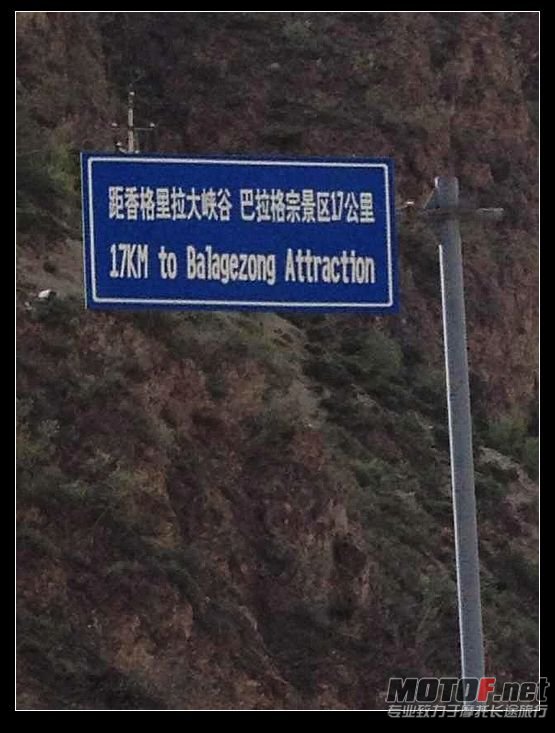 距香格里拉大峡谷 巴拉格宗景区17公里
17KM to Balagezong Attraction
MOTOF.net
专业致力于摩托长途旅行